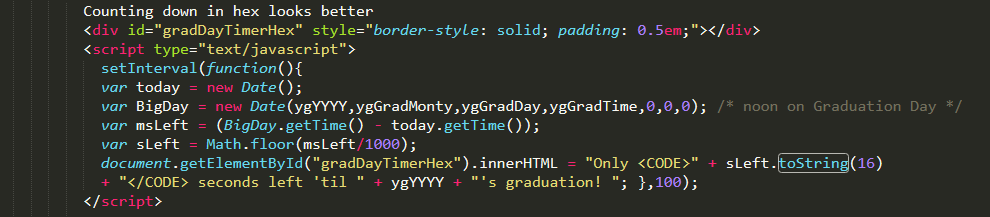 Counting down in hex looks better
<div id="gradDayTimerHex" style="border-style: solid; padding: 0.5em;"></div>
<script type="text/javascript">
setInterval(function(){
var today = new Date();
var BigDay = new Date(ygYYYY,ygGradMonty,ygGradDay,ygGradTime,0,0,0); /* noon on Graduation Day */
var msLeft = (BigDay.getTime() - today.getTime());
var sLeft = Math.floor(msLeft/1000);
document.getElementById("gradDayTimerHex").innerHTML = "Only <CODE>" + sLeft.toString(16)
+ "</CODE> seconds left 'til " + ygYYYY + "'s graduation! "; },100);
</script>